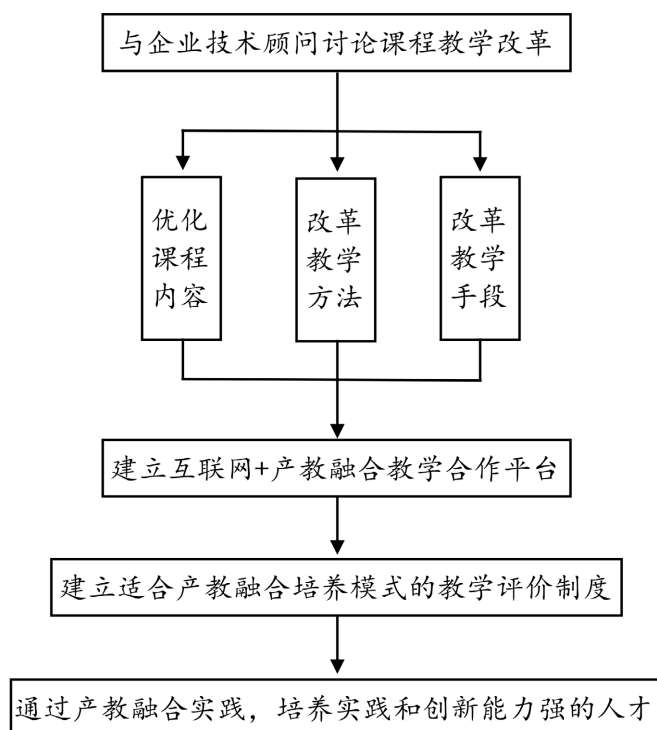 与企业技术顾问讨论课程教学改革
优化
课程
内容
改革
教学
方法
改革
教学
手段
建立互联网+产教融合教学合作平台
建立适合产教融合培养模式的教学评价制度
通过产教融合实践，培养实践和创新能力强的人才